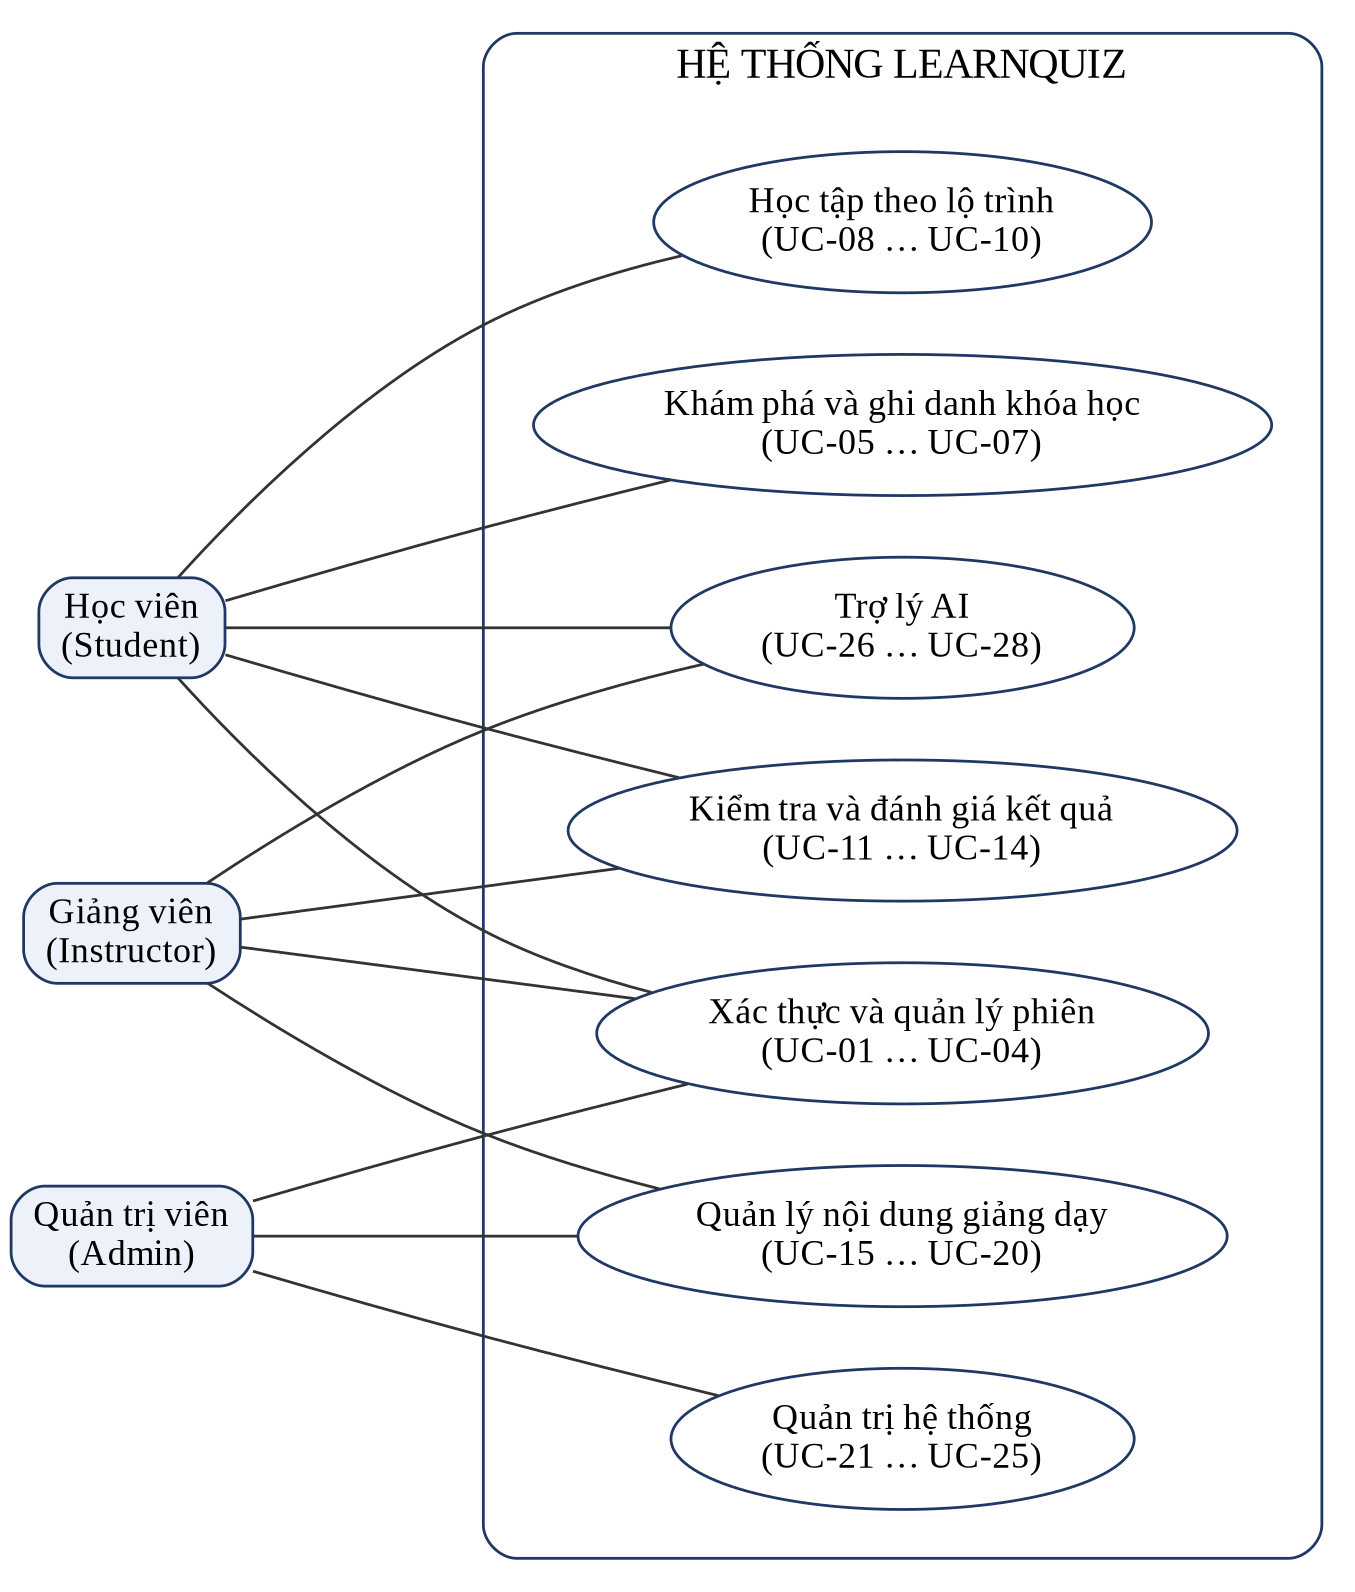 HỆ THỐNG LEARNQUIZ
Học tập theo lộ trình
(UC-08 … UC-10)
Khám phá và ghi danh khóa học
(UC-05 … UC-07)
Học viên
(Student)
Trợ lý AI
(UC-26 … UC-28)
Kiểm tra và đánh giá kết quả
(UC-11 … UC-14)
Giảng viên
(Instructor)
Xác thực và quản lý phiên
(UC-01 … UC-04)
Quản trị viên
(Admin)
Quản lý nội dung giảng dạy
(UC-15 … UC-20)
Quản trị hệ thống
(UC-21 … UC-25)